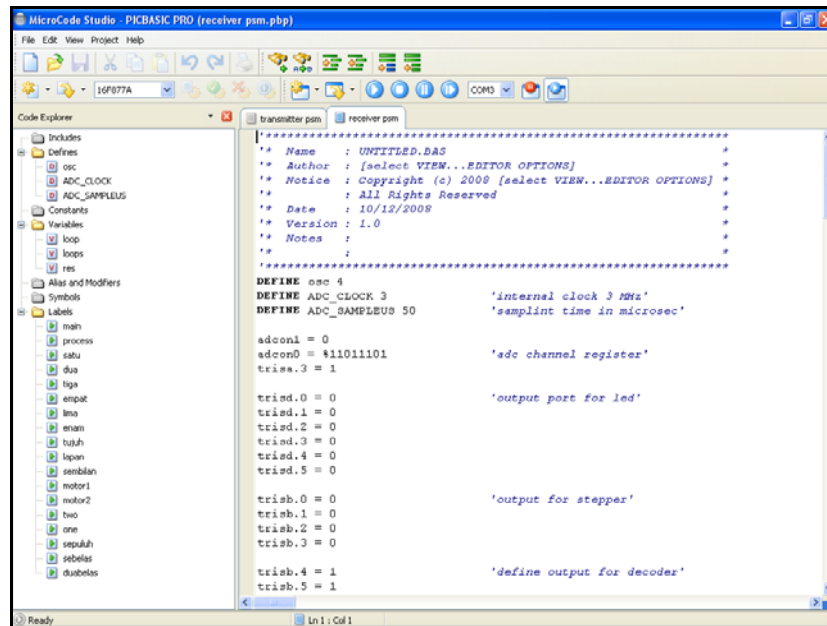 MicroCode Studio - PICBASIC PRO (receiver psm.pbp)
File Edit View Project Help
16F877A
COM3
Code Explorer
transmitter psm
receiver psm
Includes
Defines
osc
ADC_CLOCK
ADC_SAMPLEUS
Constants
Variables
loop
loops
res
Alias and Modifiers
Symbols
Labels
main
process
satu
dua
tiga
empat
lima
enam
tujuh
lapan
sembilan
motor1
motor2
two
one
sepuluh
sebelas
duabelas
'****************************************************************
'* Name : UNTITLED.BAS *
'* Author : [select VIEW...EDITOR OPTIONS] *
'* Notice : Copyright (c) 2008 [select VIEW...EDITOR OPTIONS] *
'* : All Rights Reserved *
'* Date : 10/12/2008 *
'* Version : 1.0 *
'* Notes : *
'* : *
'****************************************************************
DEFINE osc 4
DEFINE ADC_CLOCK 3 'internal clock 3 MHz'
DEFINE ADC_SAMPLEUS 50 'samplint time in microsec'
adcon1 = 0
adcon0 = %11011101 'adc channel register'
trisa.3 = 1
trisd.0 = 0 'output port for led'
trisd.1 = 0
trisd.2 = 0
trisd.3 = 0
trisd.4 = 0
trisd.5 = 0
trisb.0 = 0 'output for stepper'
trisb.1 = 0
trisb.2 = 0
trisb.3 = 0
trisb.4 = 1 'define output for decoder'
trisb.5 = 1
Ready
Ln 1 : Col 1